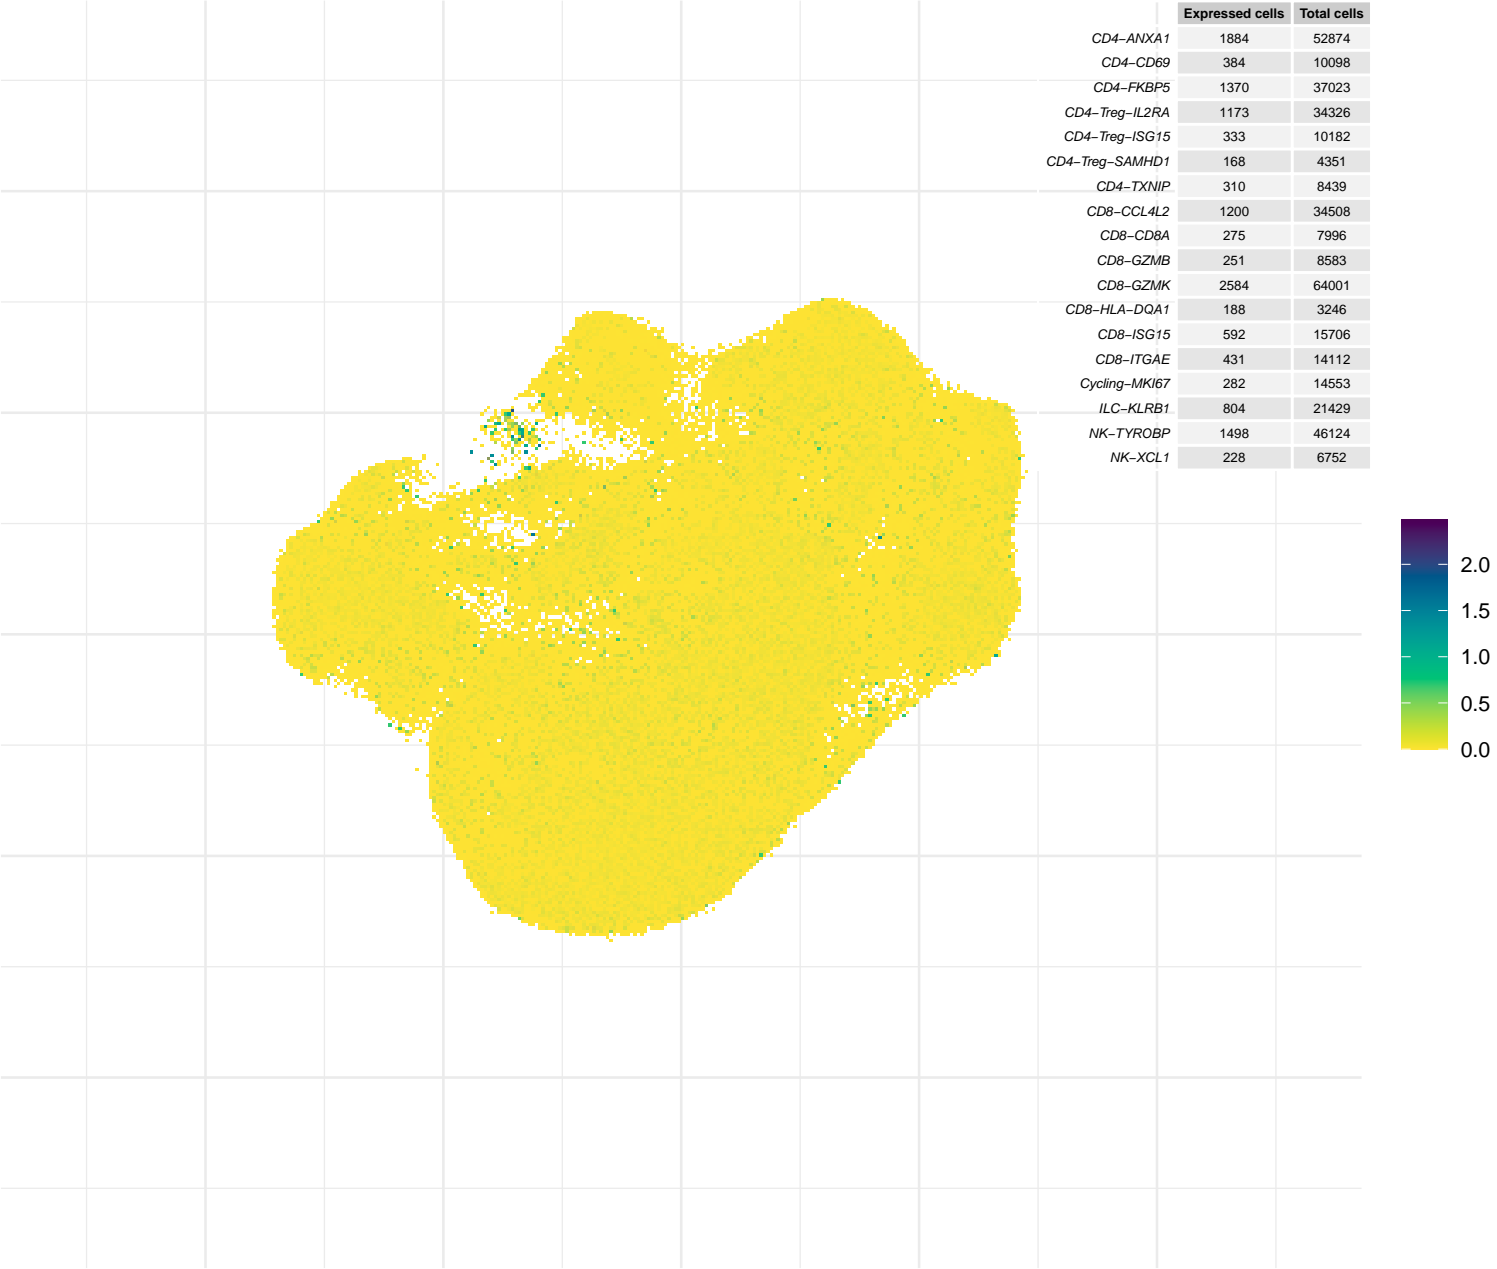 Expressed cells Total cells
CD4−ANXA1 1884 52874
CD4−CD69 384 10098
CD4−FKBP5 1370 37023
CD4−Treg−IL2RA 1173 34326
CD4−Treg−ISG15 333 10182
CD4−Treg−SAMHD1 168 4351
CD4−TXNIP 310 8439
CD8−CCL4L2 1200 34508
CD8−CD8A 275 7996
CD8−GZMB 251 8583
CD8−GZMK 2584 64001
CD8−HLA−DQA1 188 3246
CD8−ISG15 592 15706
CD8−ITGAE 431 14112
Cycling−MKI67 282 14553
ILC−KLRB1 804 21429
NK−TYROBP 1498 46124
NK−XCL1 228 6752
2.0
1.5
1.0
0.5
0.0